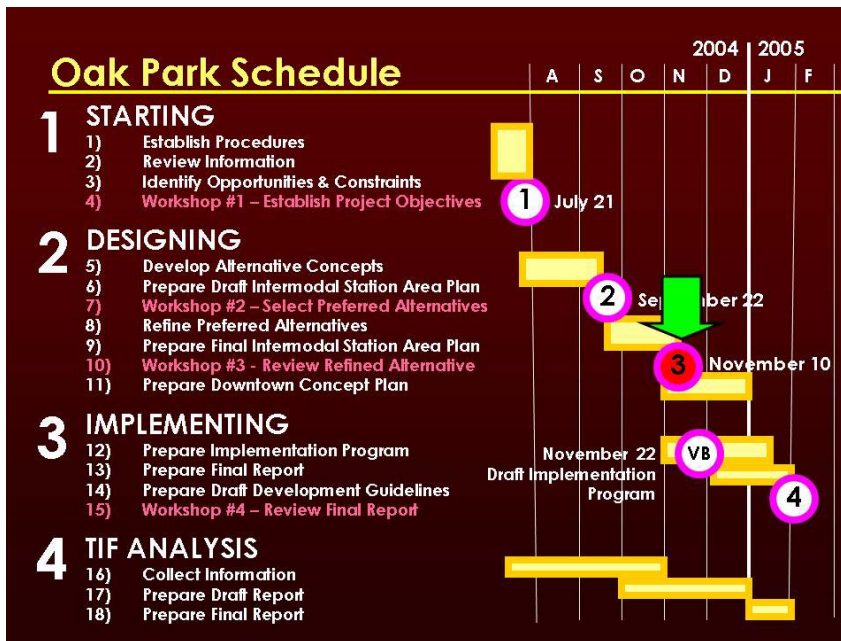 2004 2005
Oak Park Schedule
A S O N D J F
1 STARTING
1) Establish Procedures
2) Review Information
3) Identify Opportunities & Constraints
4) Workshop #1 – Establish Project Objectives
1 July 21
2 DESIGNING
5) Develop Alternative Concepts
6) Prepare Draft Intermodal Station Area Plan
7) Workshop #2 – Select Preferred Alternatives
2 September 22
8) Refine Preferred Alternatives
9) Prepare Final Intermodal Station Area Plan
10) Workshop #3 - Review Refined Alternative
3 November 10
11) Prepare Downtown Concept Plan
3 IMPLEMENTING
12) Prepare Implementation Program
13) Prepare Final Report
14) Prepare Draft Development Guidelines
15) Workshop #4 – Review Final Report
November 22
Draft Implementation
Program
VB
4
4 TIF ANALYSIS
16) Collect Information
17) Prepare Draft Report
18) Prepare Final Report